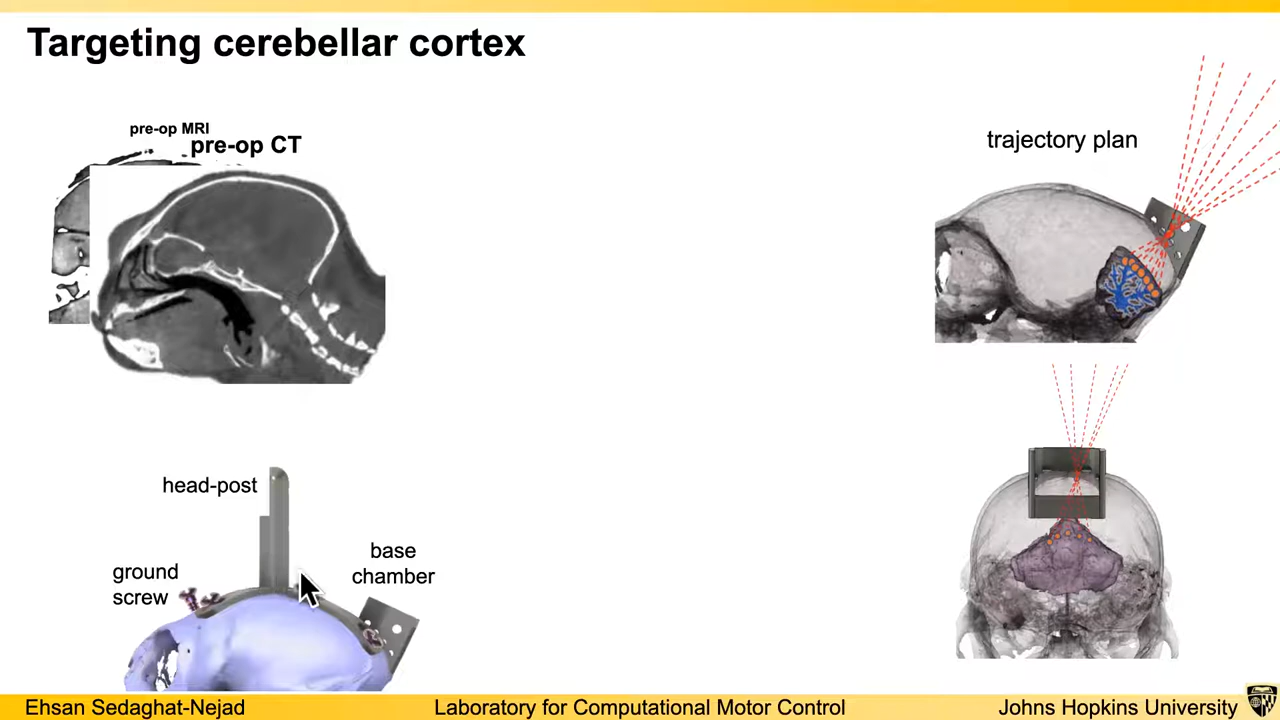 Targeting cerebellar cortex
pre-op MRI
pre-op CT
trajectory plan
head-post
ground
screw
base
chamber
Ehsan Sedaghat-Nejad
Laboratory for Computational Motor Control
Johns Hopkins University